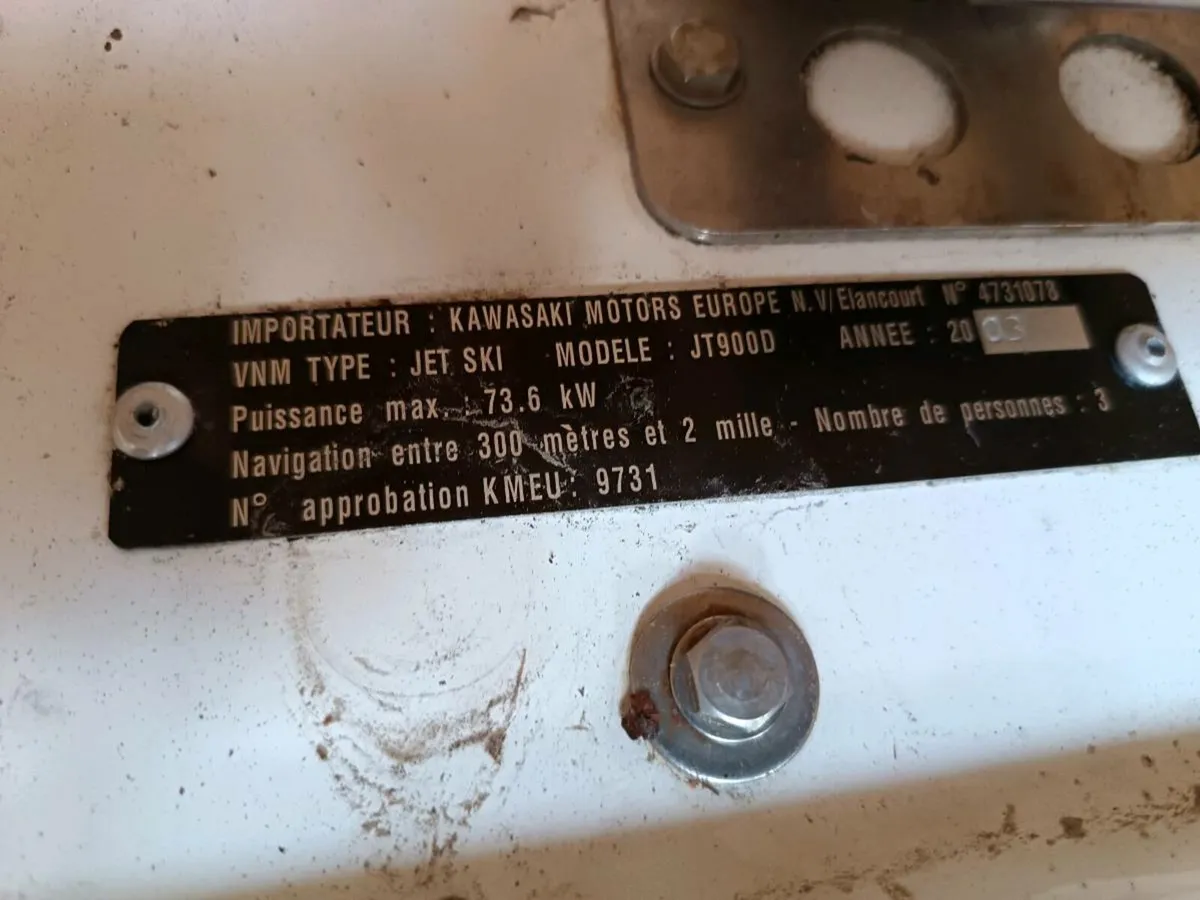 IMPORTATEUR : KAWASAKI MOTORS EUROPE N.V/Elancourt N° 4731078
VNM TYPE : JET SKI MODELE : JT900D ANNEE : 2003
Puissance max. : 73.6 kW
Navigation entre 300 mètres et 2 mille - Nombre de personnes : 3
N° approbation KMEU : 9731